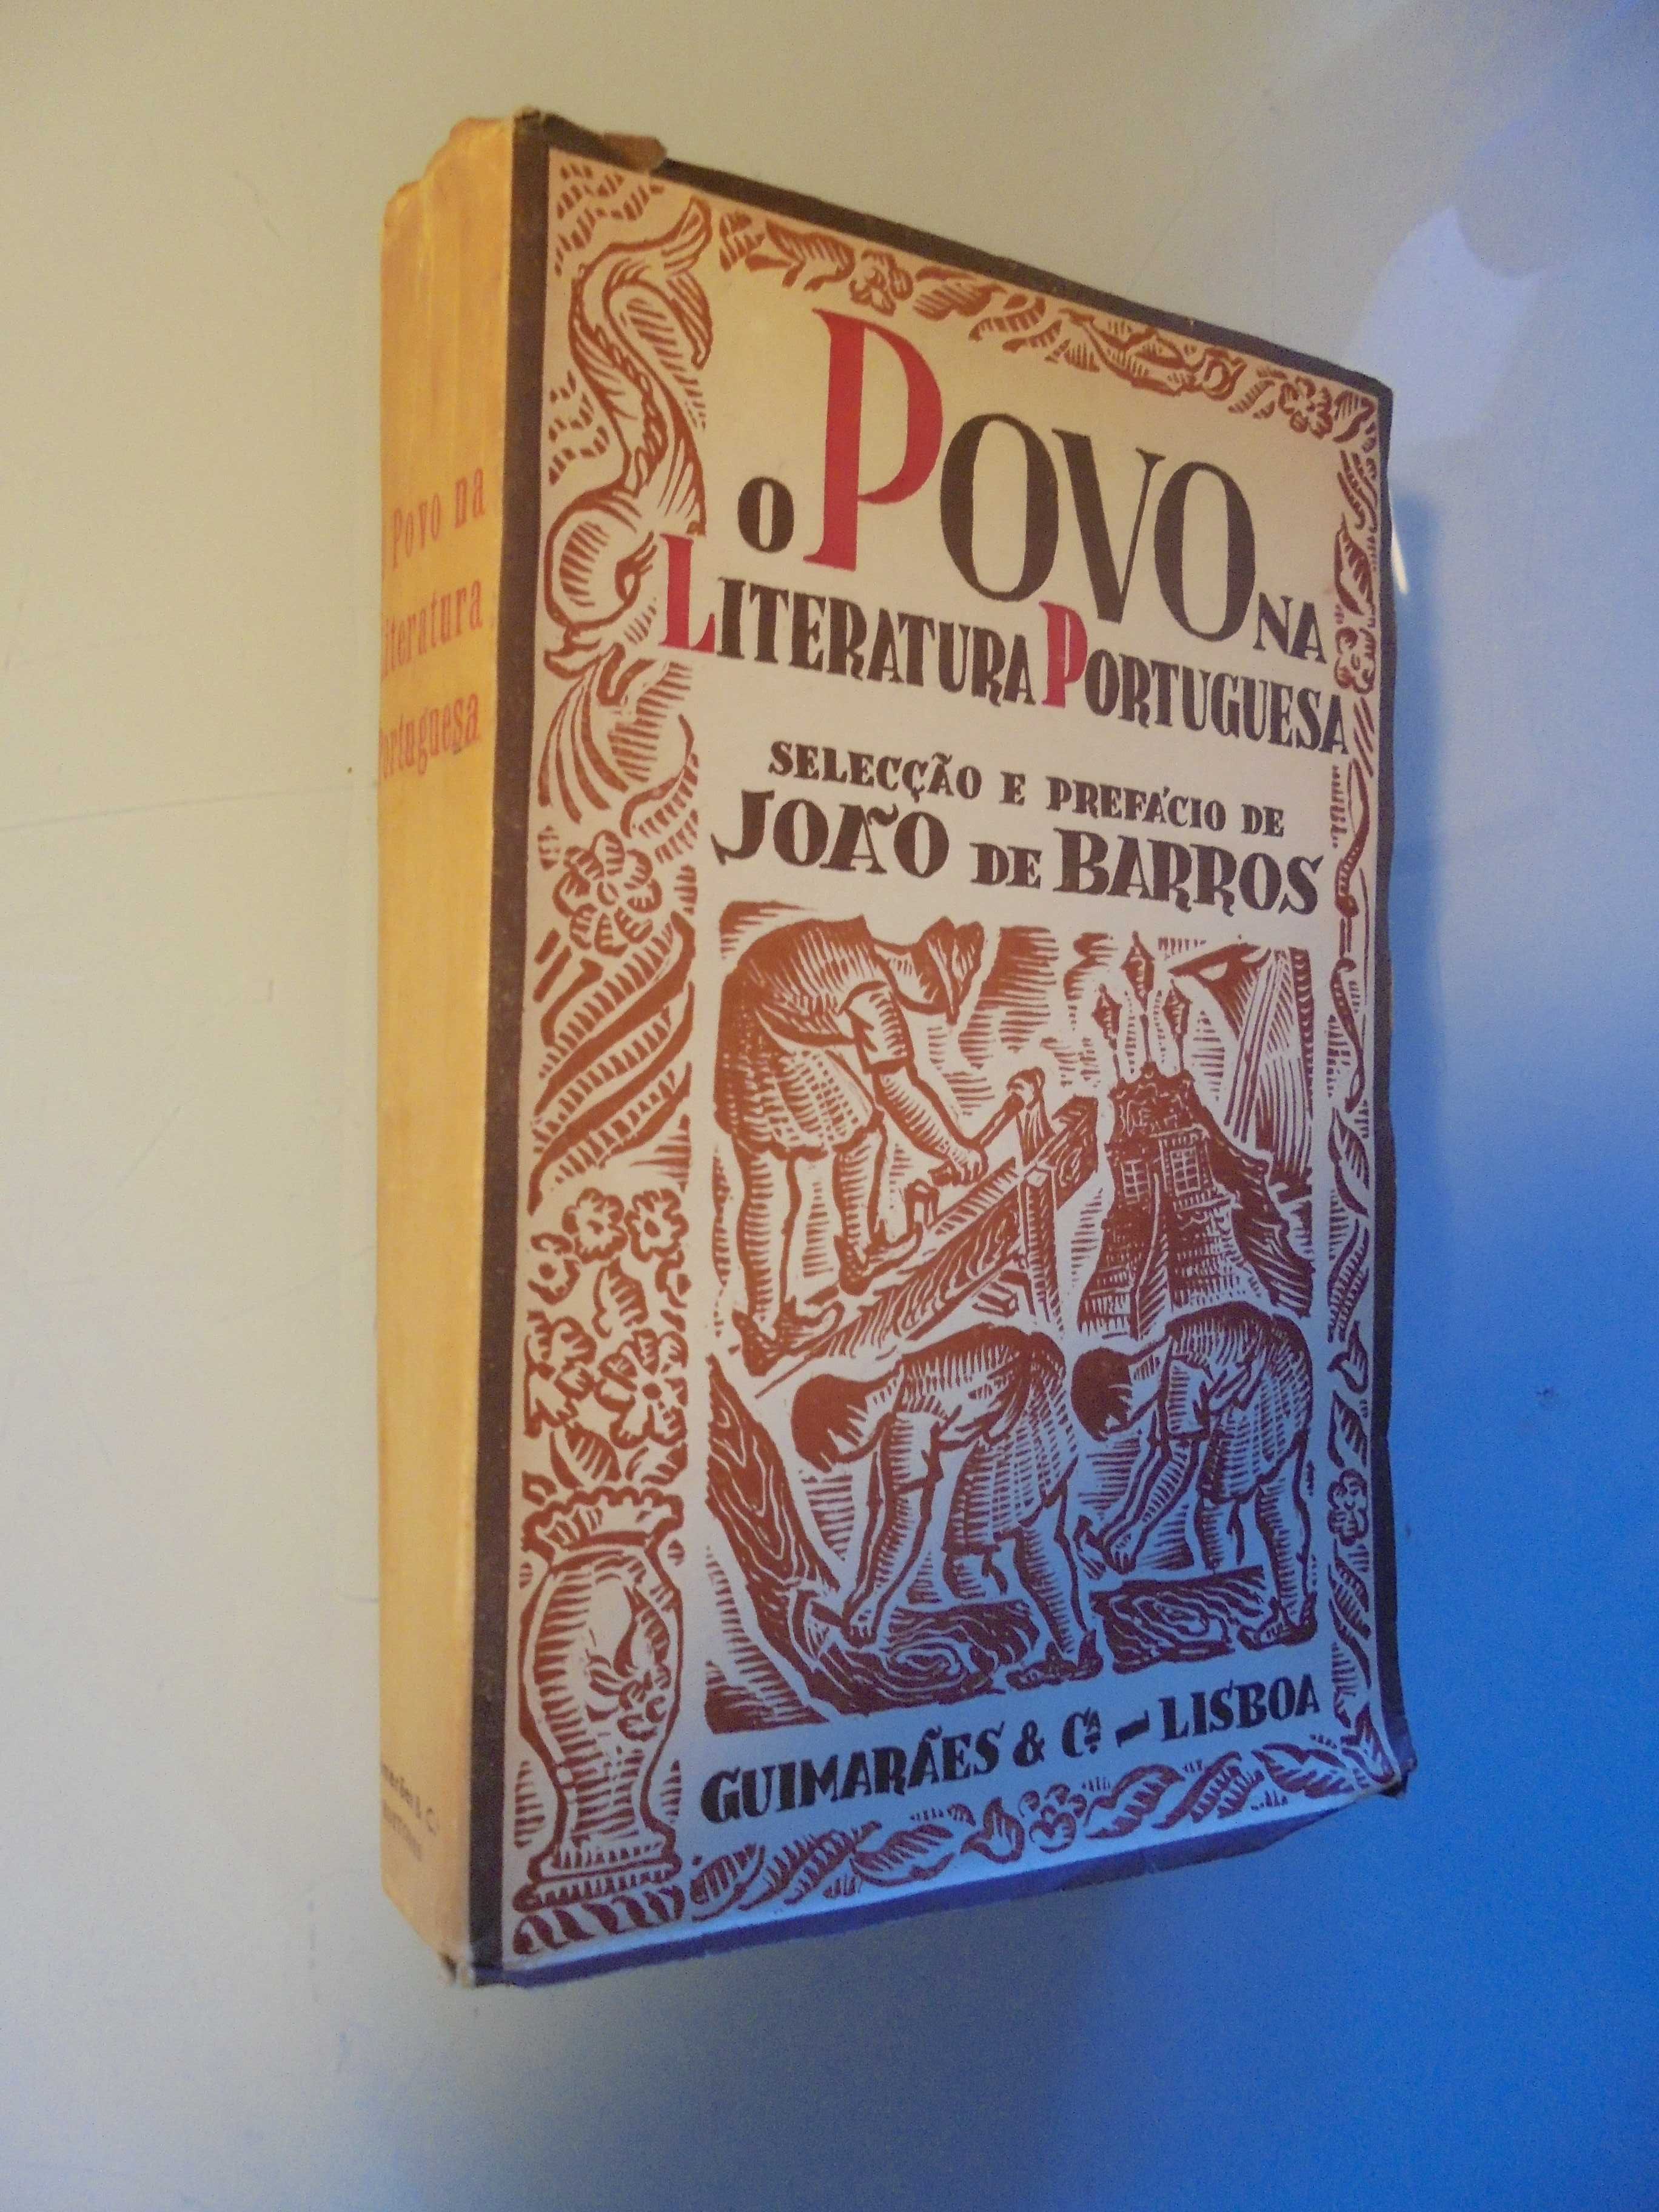 Povo na
Literatura
Portuguesa
O POVO NA
LITERATURA PORTUGUESA
SELECÇÃO E PREFÁCIO DE
JOÃO DE BARROS
GUIMARÃES & Cª. - LISBOA